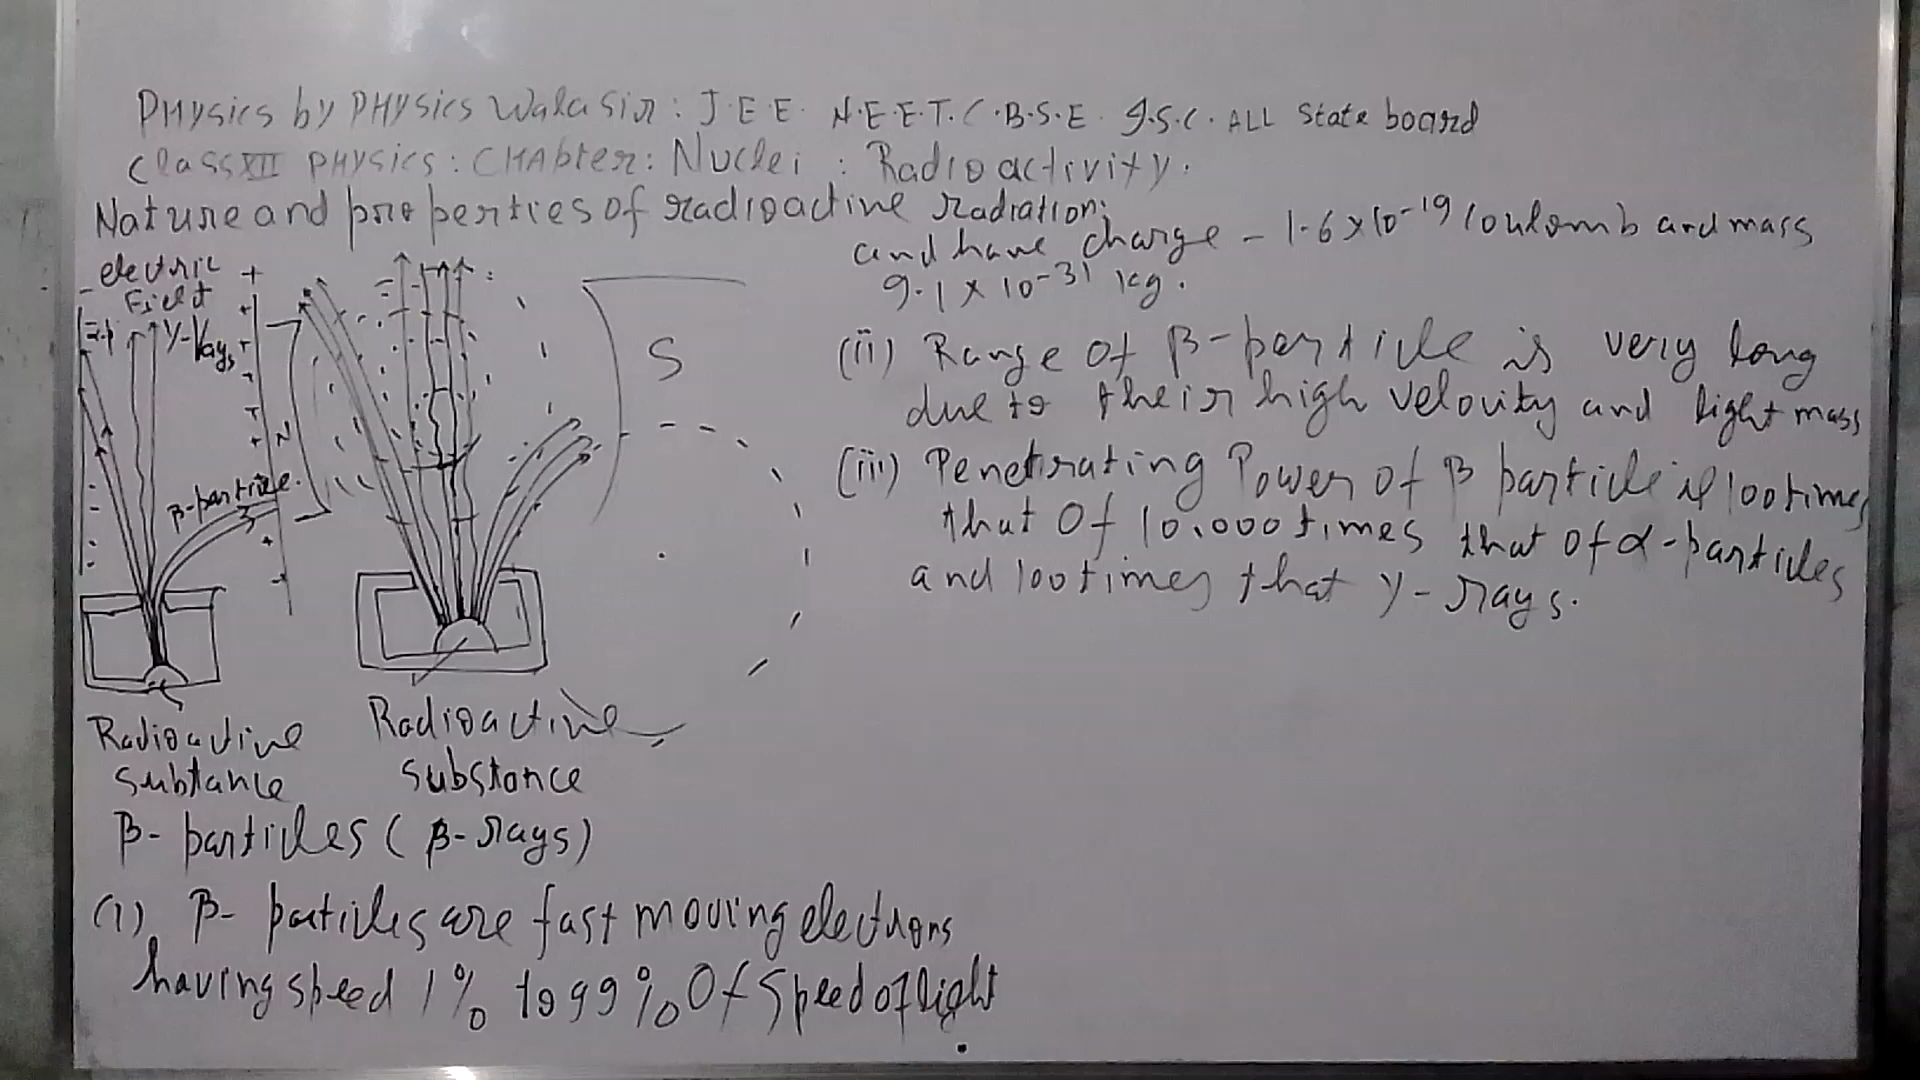 Physics by PHysics Wala Sir: J.E.E. N.E.E.T. C.B.S.E. I.S.C. ALL State board
Class XII PHYSICS: CHApter: Nuclei : Radioactivity.
Nature and properties of radioactive radiation:
- electric +
Field
γ-rays
N
β-particle.
S
Radioactive
Subtance
Radioactive
Substance
β- particles (β-rays)
(1) β- particles are fast moving electrons
having speed 1% to 99% Of Speed of light
and have charge - 1.6 x 10-19 Coulomb and mass
9.1 x 10-31 kg.
(ii) Range Of β-particle is very long
due to their high velocity and light mass
(iii) Penetrating Power of β particle is 100 times
that Of 10,000 times that of α-particles
and 100 times that γ-rays.